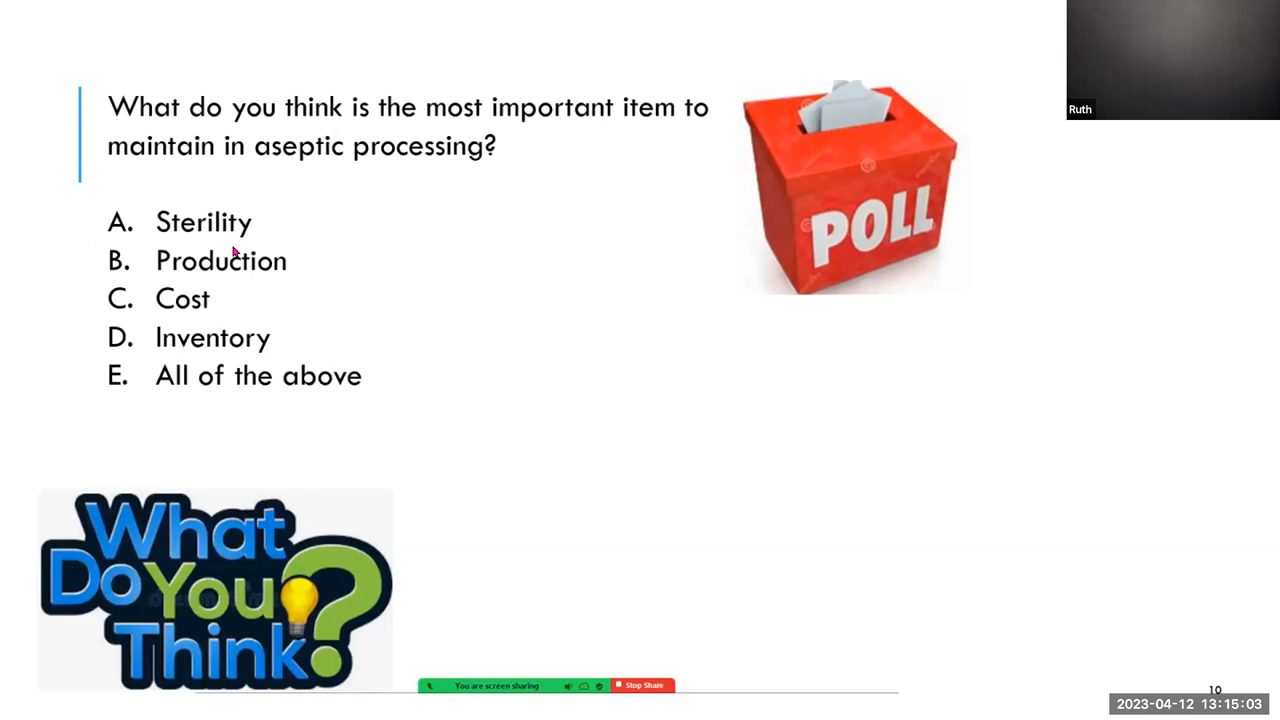 Ruth
What do you think is the most important item to
maintain in aseptic processing?
A. Sterility
B. Production
C. Cost
D. Inventory
E. All of the above
POLL
What
Do You
Think
?
You are screen sharing
Stop Share
10
2023-04-12 13:15:03